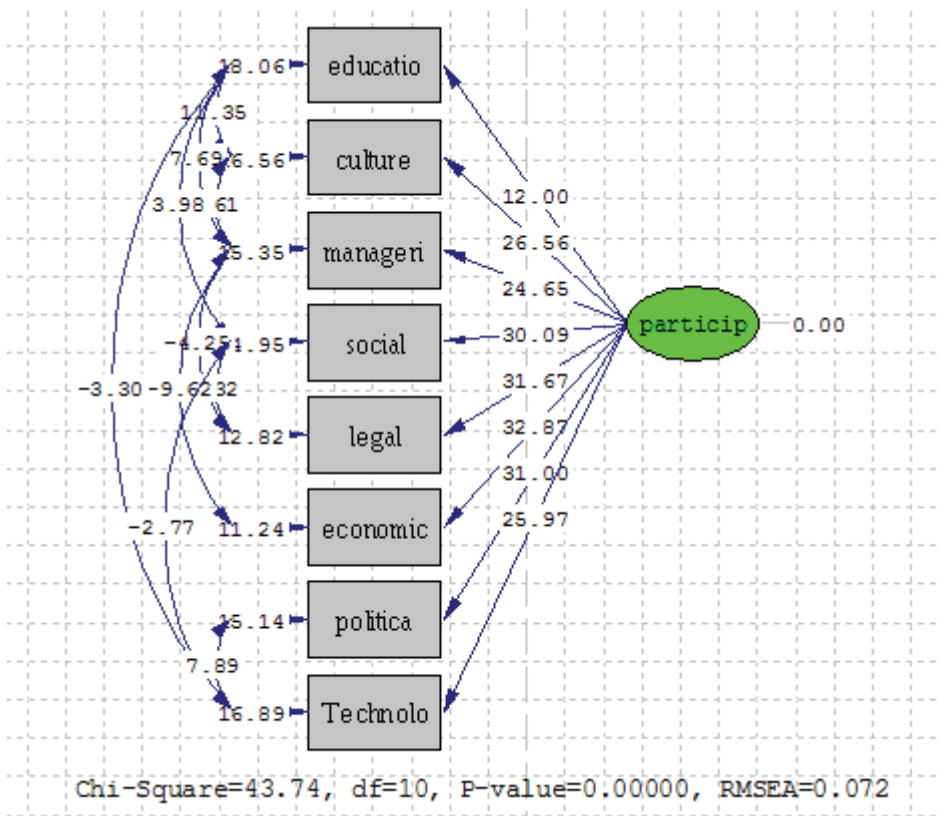 18.06 educatio
11.35
7.69 6.56 culture
12.00
3.98 61
26.56
15.35 manageri
24.65
particip 0.00
-4.25 1.95 social
30.09
31.67
-3.30 -9.62 32
12.82 legal
32.87
31.00
-2.77 11.24 economic
25.97
15.14 politica
7.89
16.89 Technolo
Chi-Square=43.74, df=10, P-value=0.00000, RMSEA=0.072